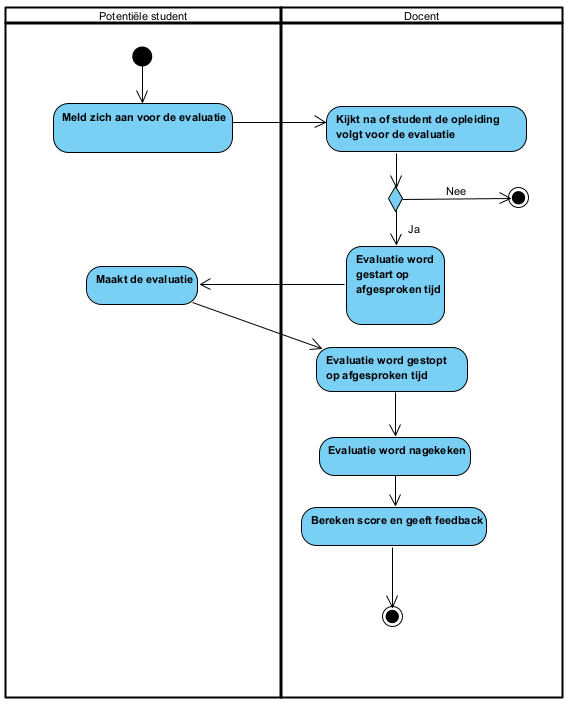 Potentiële student
Docent
Meld zich aan voor de evaluatie
Kijkt na of student de opleiding
volgt voor de evaluatie
Nee
Ja
Evaluatie word
gestart op
afgesproken tijd
Maakt de evaluatie
Evaluatie word gestopt
op afgesproken tijd
Evaluatie word nagekeken
Bereken score en geeft feedback